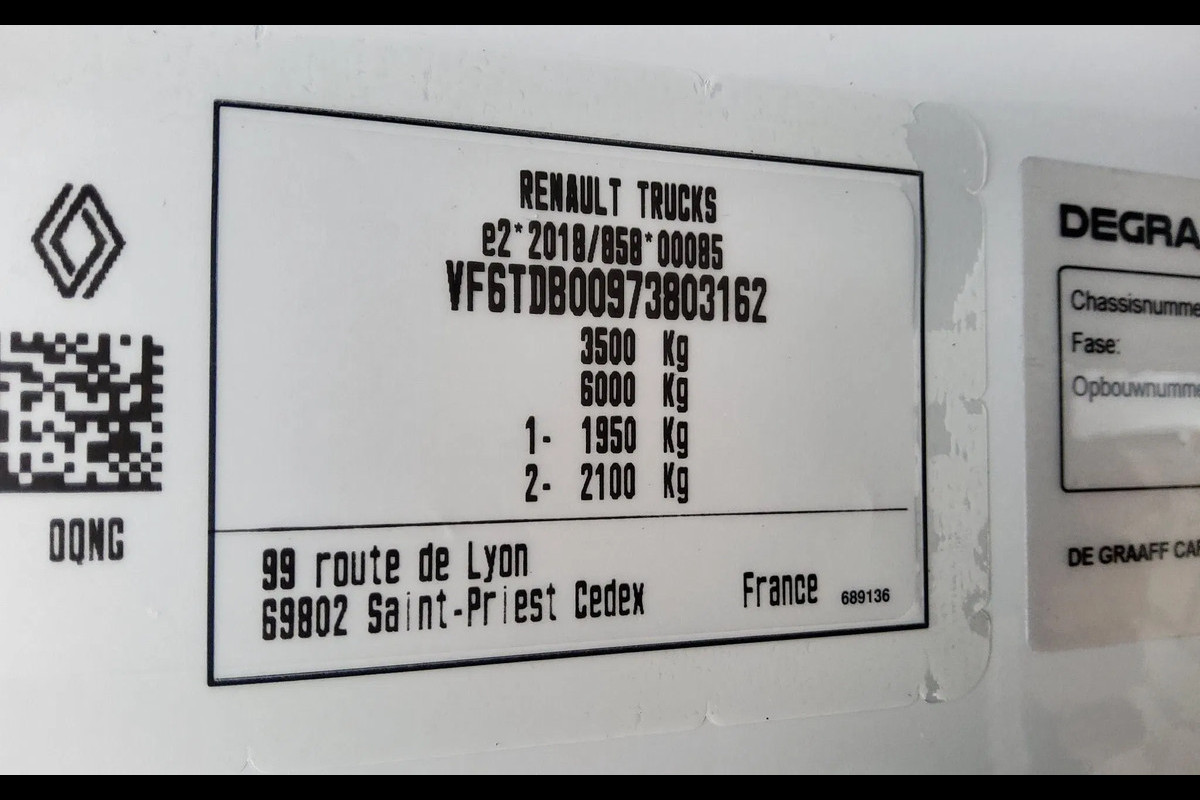 RENAULT TRUCKS
e2*2018/858*00085
VF6TDB00973803162
3500 Kg
6000 Kg
1- 1950 Kg
2- 2100 Kg
99 route de Lyon
69802 Saint-Priest Cedex France 689136
OQNG
DEGRA
Chassisnumme
Fase:
Opbouwnumme
DE GRAAFF CAR